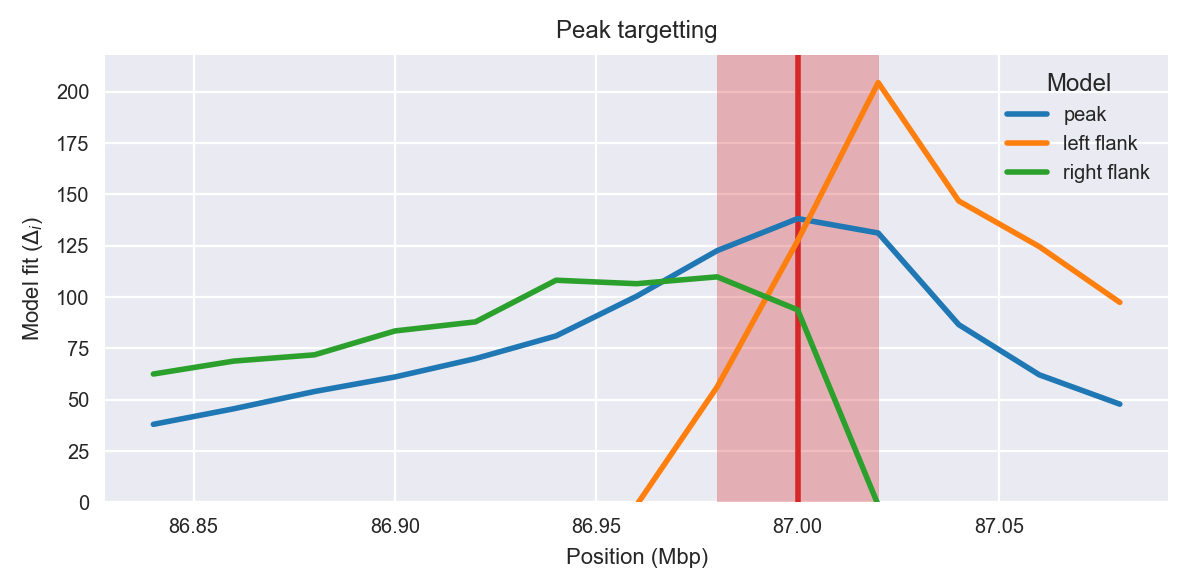 Peak targetting
Model fit (Δi)
200
175
150
125
100
75
50
25
0
Model
peak
left flank
right flank
86.85
86.90
86.95
87.00
87.05
Position (Mbp)